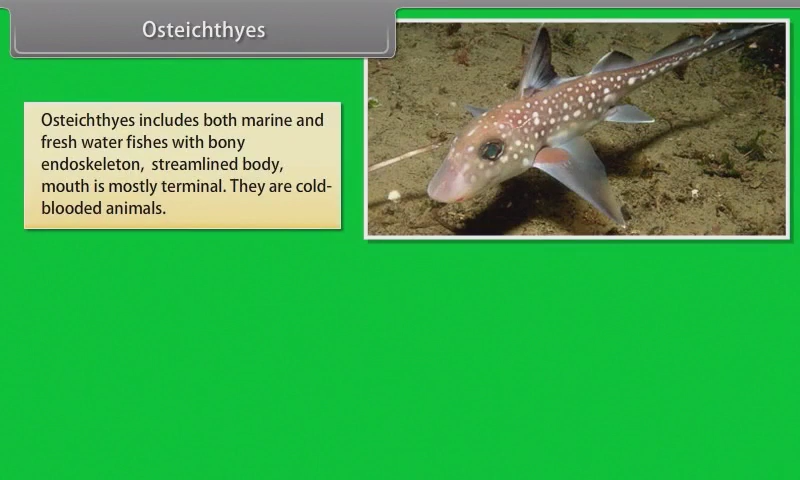 Osteichthyes
Osteichthyes includes both marine and
fresh water fishes with bony
endoskeleton, streamlined body,
mouth is mostly terminal. They are cold-
blooded animals.